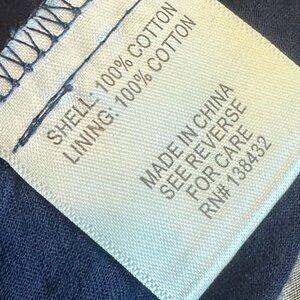 SHELL: 100% COTTON
LINING: 100% COTTON
MADE IN CHINA
SEE REVERSE
FOR CARE
RN# 138432